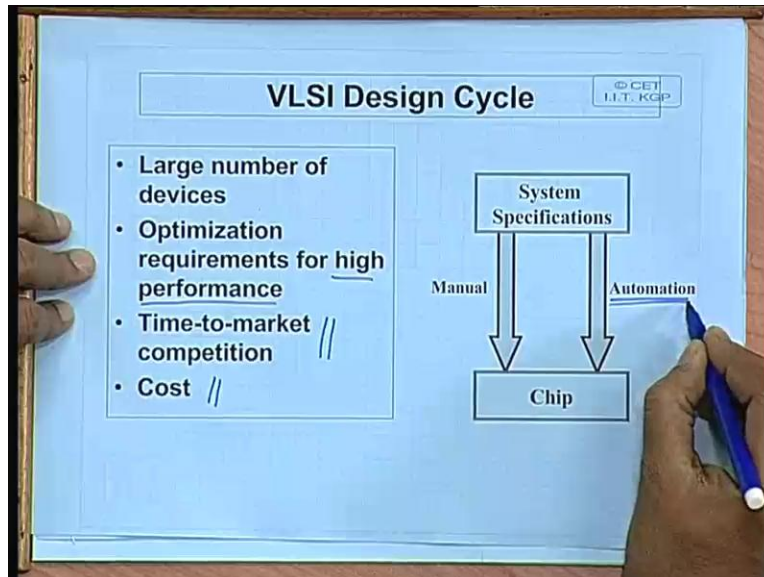 VLSI Design Cycle
© CET
I.I.T. KGP
• Large number of
devices
• Optimization
requirements for high
performance
• Time-to-market
competition
• Cost
System
Specifications
Manual
Automation
Chip